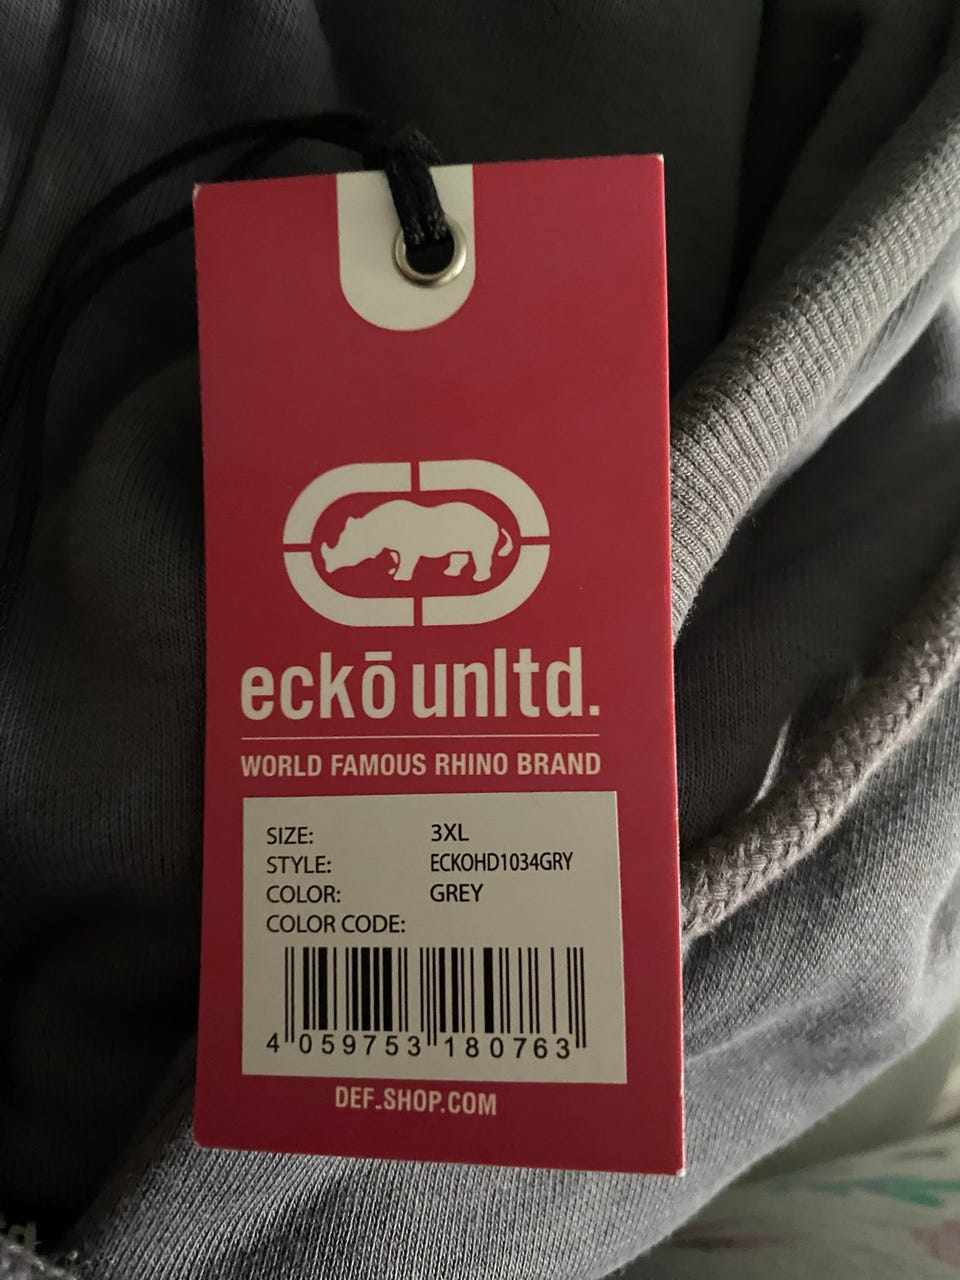 eckō unltd.
WORLD FAMOUS RHINO BRAND
SIZE: 3XL
STYLE: ECKOHD1034GRY
COLOR: GREY
COLOR CODE:
4 059753 180763
DEF-SHOP.COM